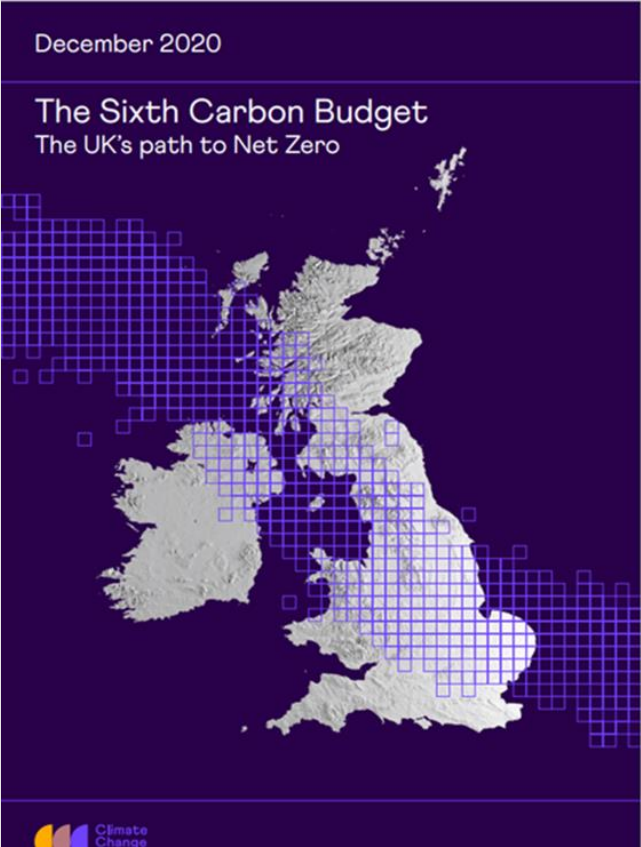 December 2020
The Sixth Carbon Budget
The UK's path to Net Zero
Climate
Change